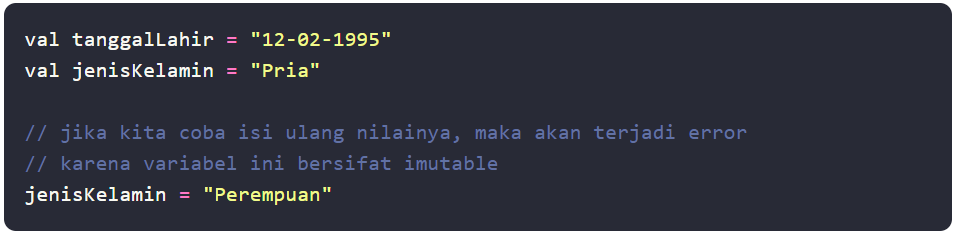 val tanggalLahir = "12-02-1995"
val jenisKelamin = "Pria"
// jika kita coba isi ulang nilainya, maka akan terjadi error
// karena variabel ini bersifat imutable
jenisKelamin = "Perempuan"